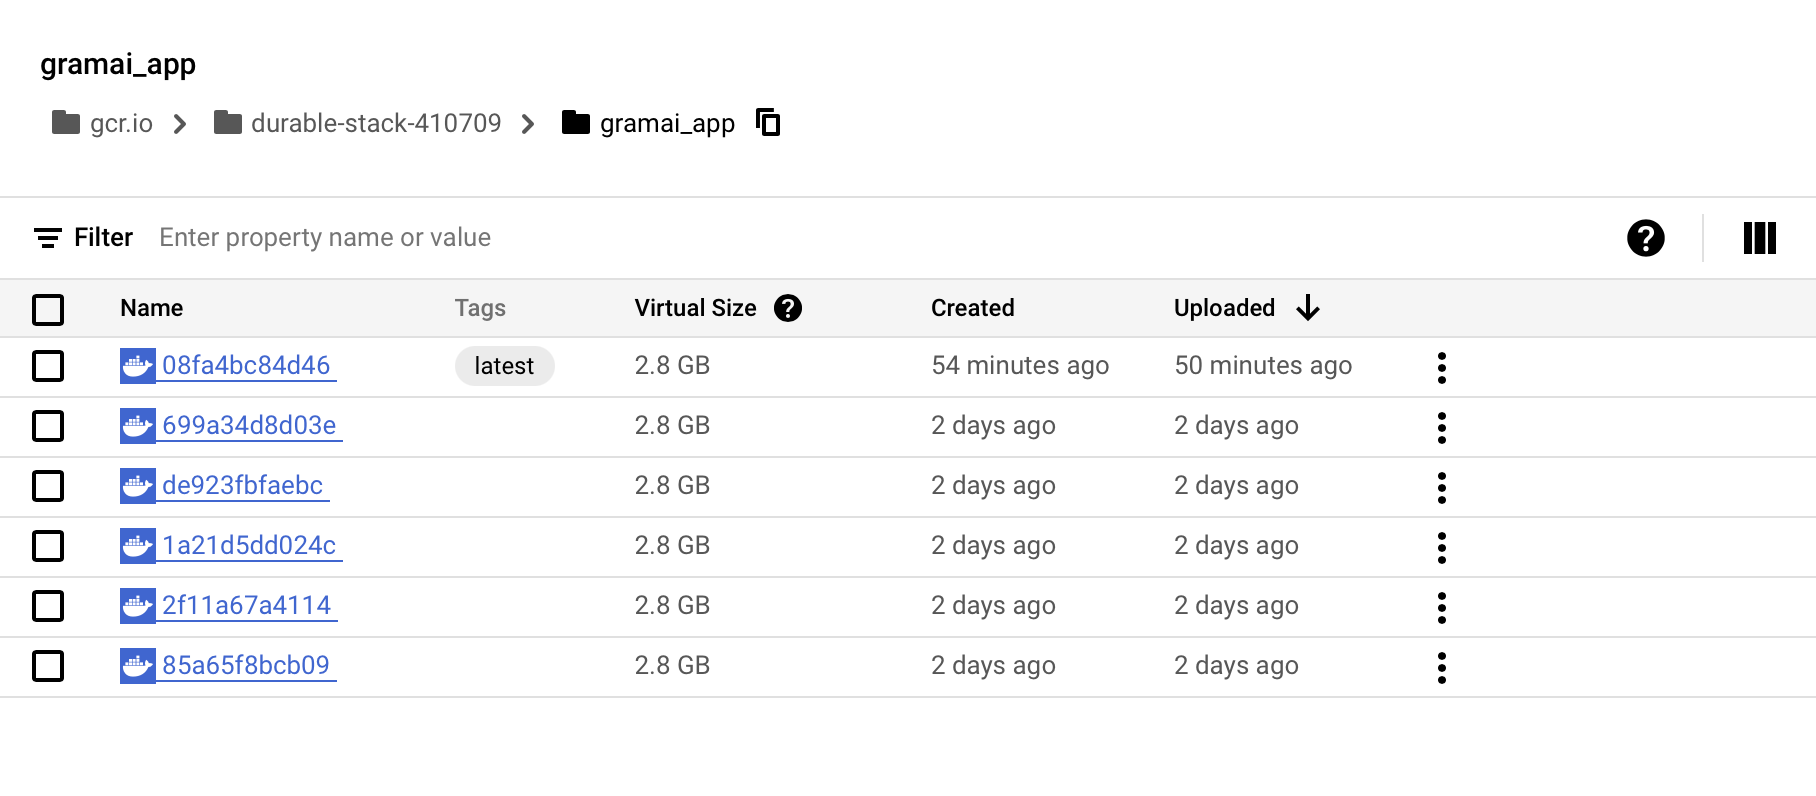 gramai_app
gcr.io durable-stack-410709 gramai_app
Filter Enter property name or value
Name Tags Virtual Size Created Uploaded
08fa4bc84d46 latest 2.8 GB 54 minutes ago 50 minutes ago
699a34d8d03e 2.8 GB 2 days ago 2 days ago
de923fbfaebc 2.8 GB 2 days ago 2 days ago
1a21d5dd024c 2.8 GB 2 days ago 2 days ago
2f11a67a4114 2.8 GB 2 days ago 2 days ago
85a65f8bcb09 2.8 GB 2 days ago 2 days ago